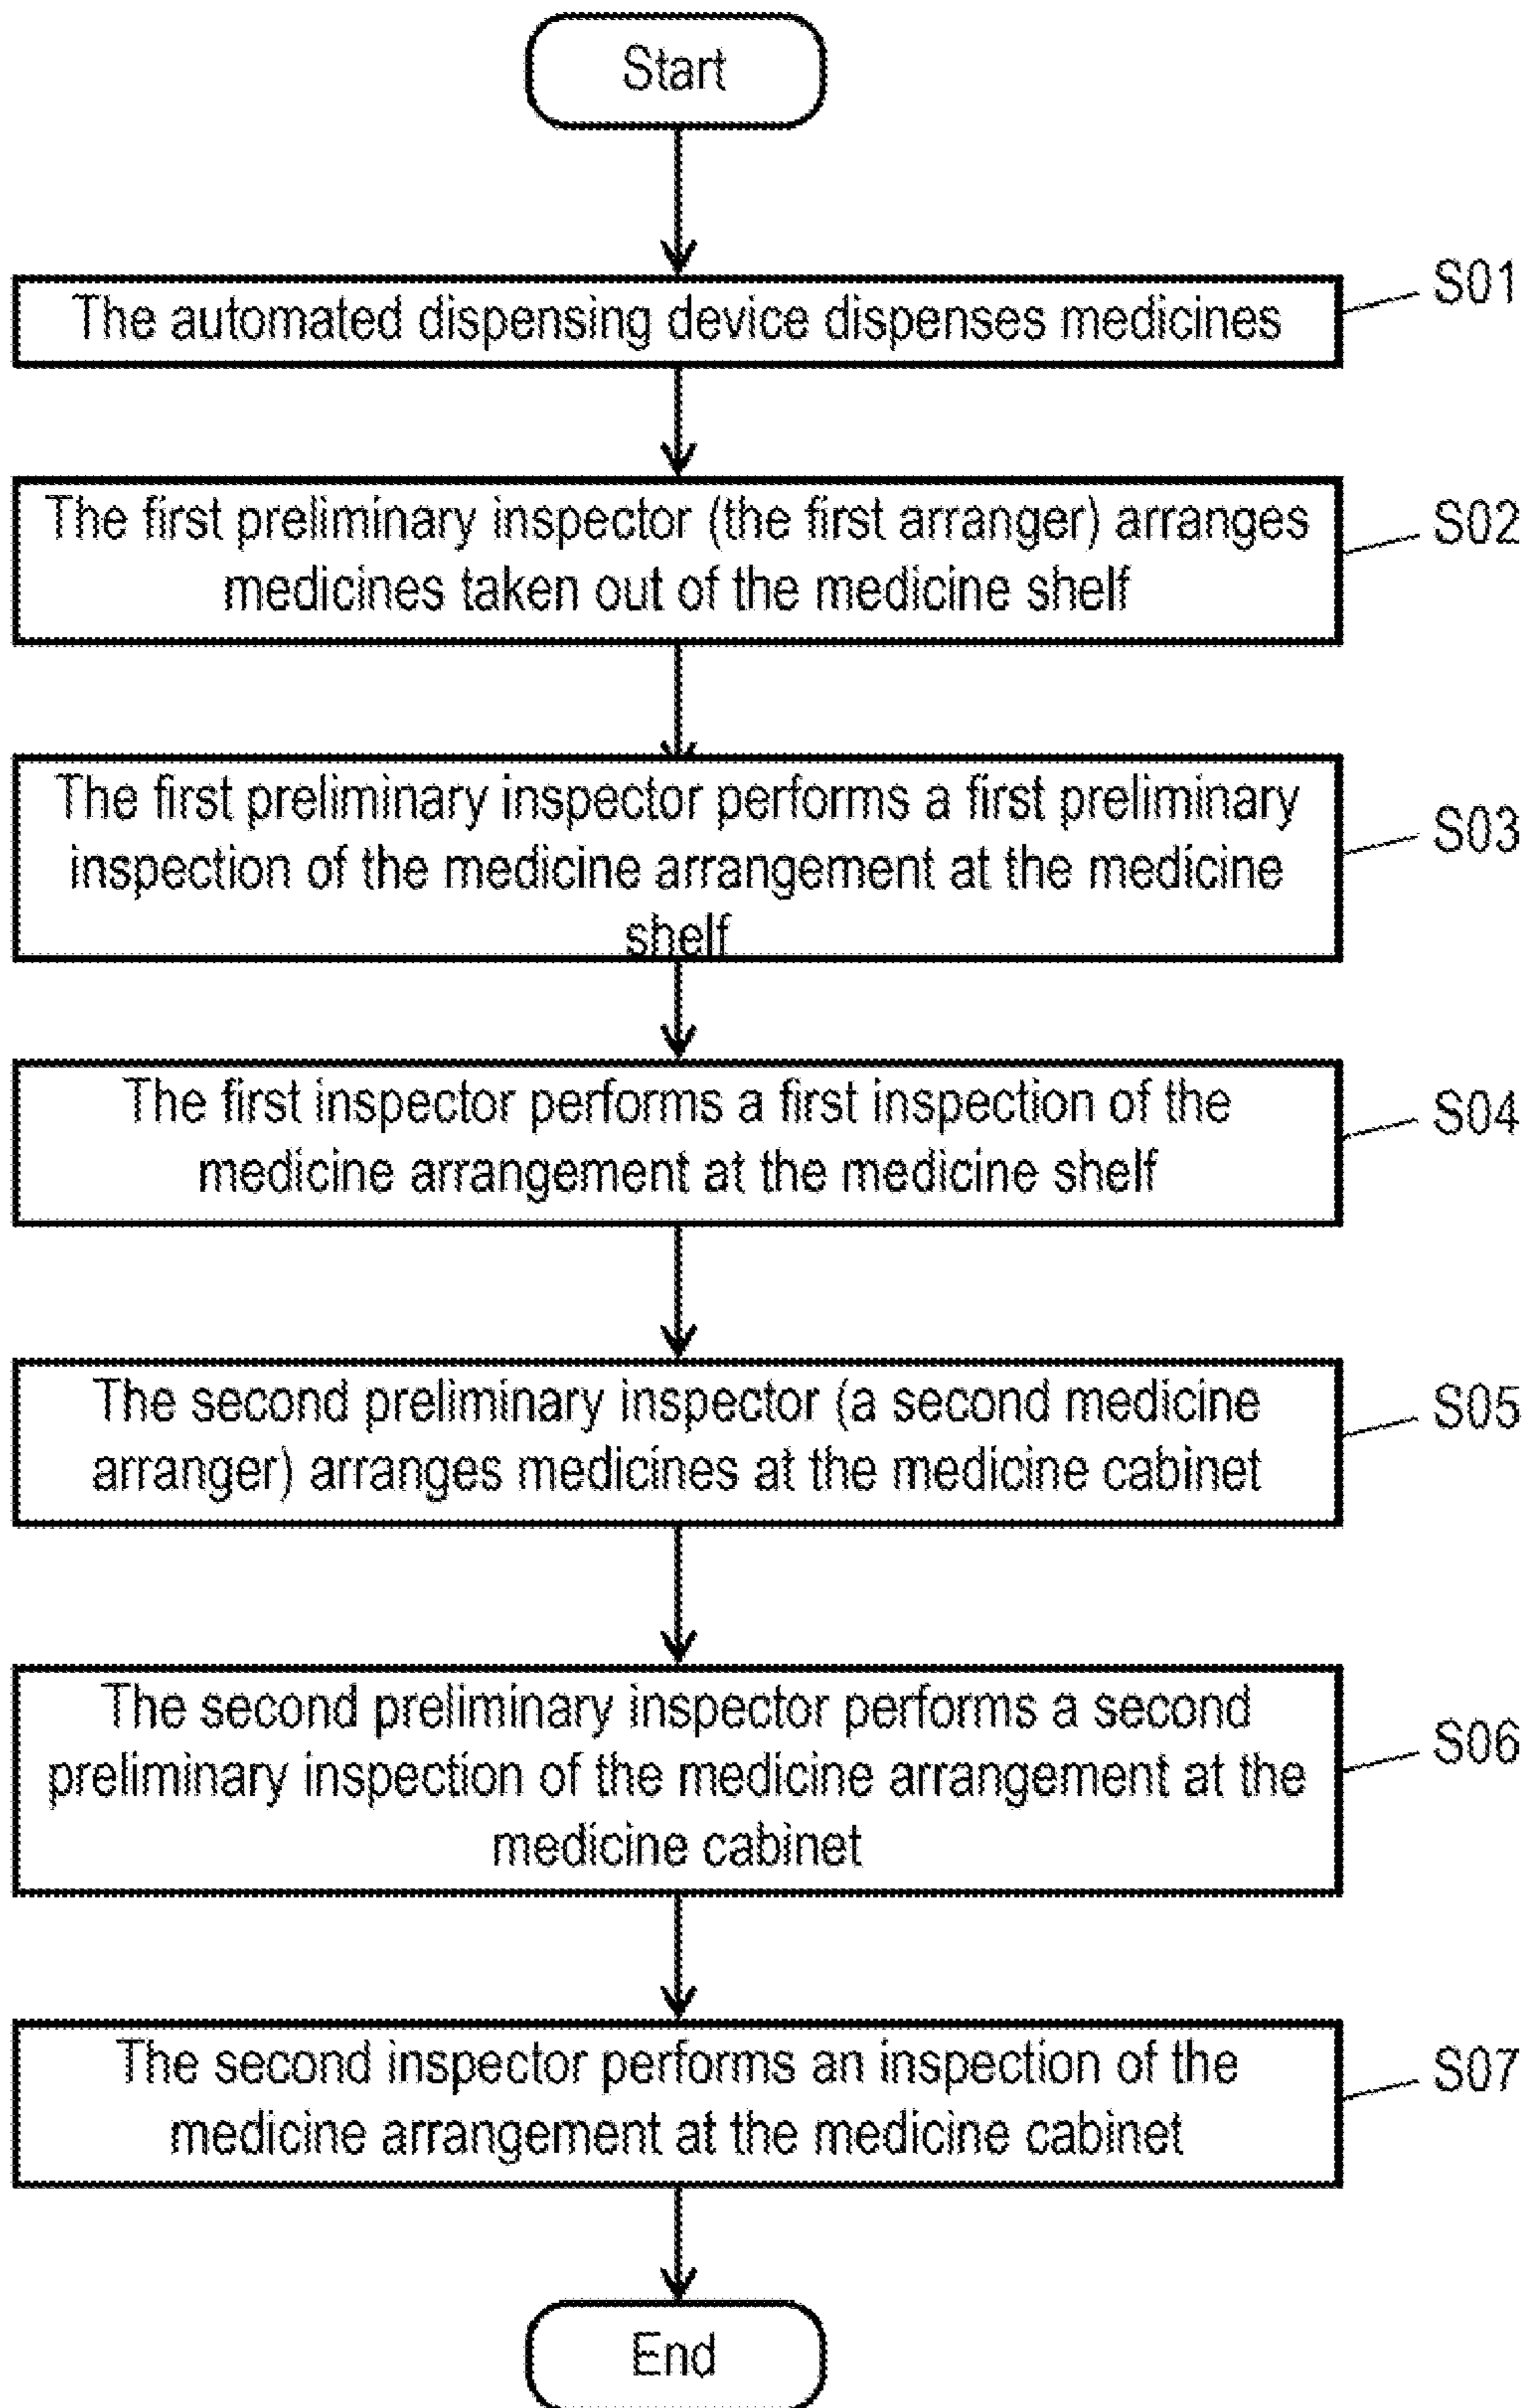 Start
The automated dispensing device dispenses medicines
S01
The first preliminary inspector (the first arranger) arranges
medicines taken out of the medicine shelf
S02
The first preliminary inspector performs a first preliminary
inspection of the medicine arrangement at the medicine
shelf
S03
The first inspector performs a first inspection of the
medicine arrangement at the medicine shelf
S04
The second preliminary inspector (a second medicine
arranger) arranges medicines at the medicine cabinet
S05
The second preliminary inspector performs a second
preliminary inspection of the medicine arrangement at the
medicine cabinet
S06
The second inspector performs an inspection of the
medicine arrangement at the medicine cabinet
S07
End